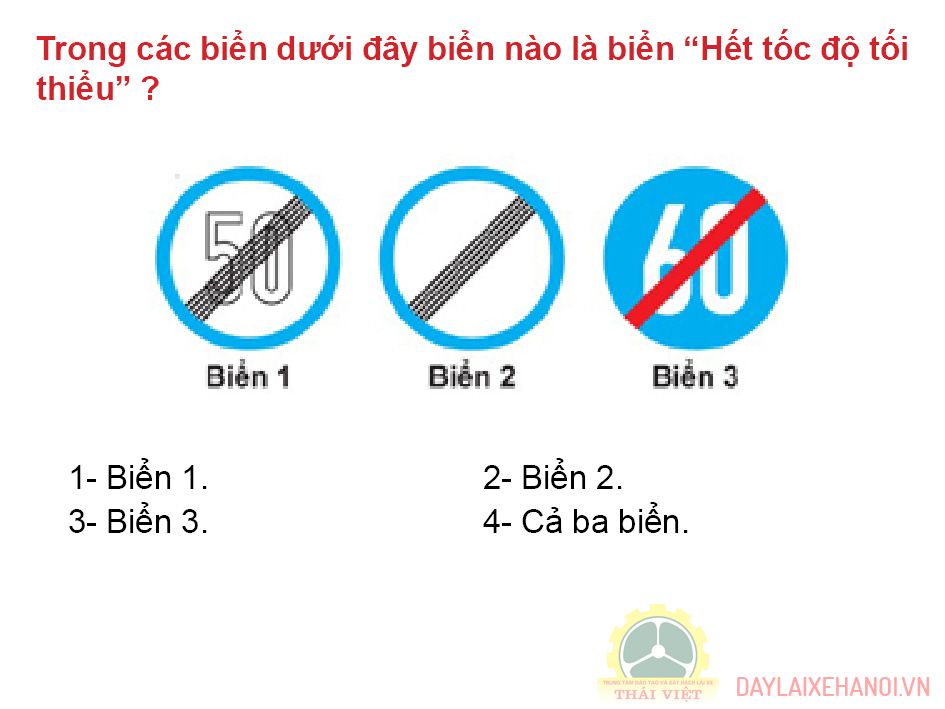 Trong các biển dưới đây biển nào là biển “Hết tốc độ tối
thiểu” ?
50
60
Biển 1
Biển 2
Biển 3
1- Biển 1.
2- Biển 2.
3- Biển 3.
4- Cả ba biển.
TRUNG TÂM ĐÀO TẠO VÀ SÁT HẠCH LÁI XE
THÁI VIỆT
DAYLAIXEHANOI.VN